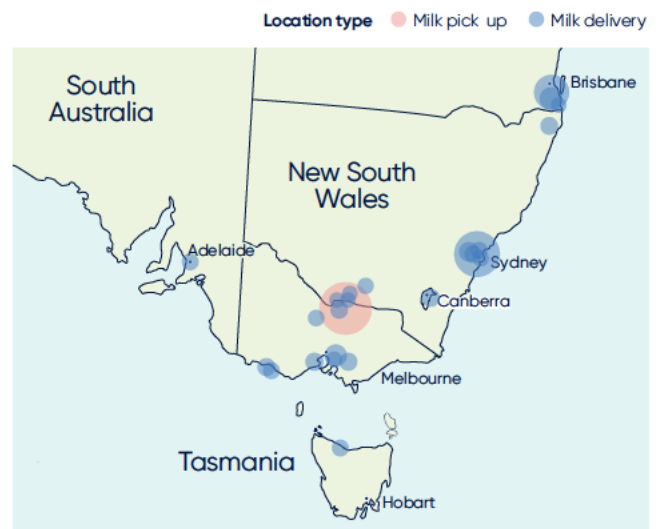 Location type Milk pick up Milk delivery
Brisbane
South
Australia
New South
Wales
Adelaide
Sydney
Canberra
Melbourne
Tasmania
Hobart